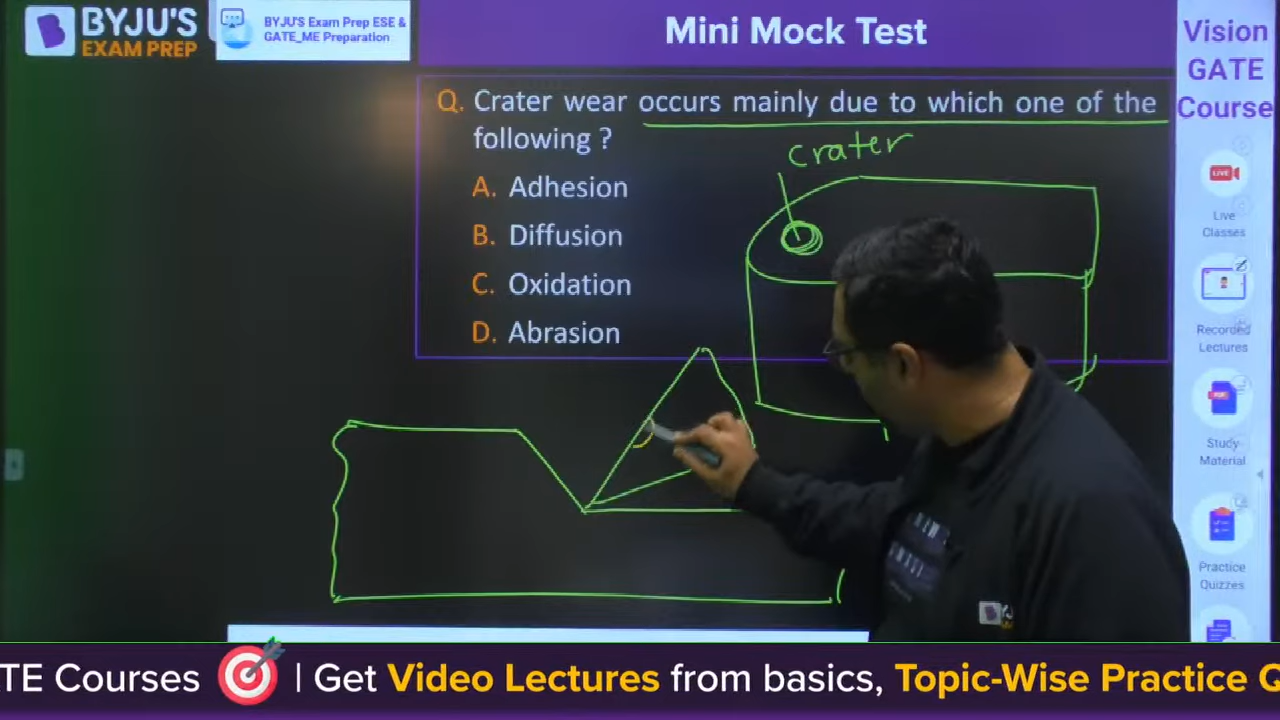 BYJU'S
EXAM PREP
BYJU'S Exam Prep ESE &
GATE_ME Preparation
Mini Mock Test
Vision
GATE
Course
Q. Crater wear occurs mainly due to which one of the
following ?
A. Adhesion
B. Diffusion
C. Oxidation
D. Abrasion
Crater
LIVE
Live
Classes
Recorded
Lectures
PDF
Study
Material
Practice
Quizzes
TE Courses | Get Video Lectures from basics, Topic-Wise Practice Q